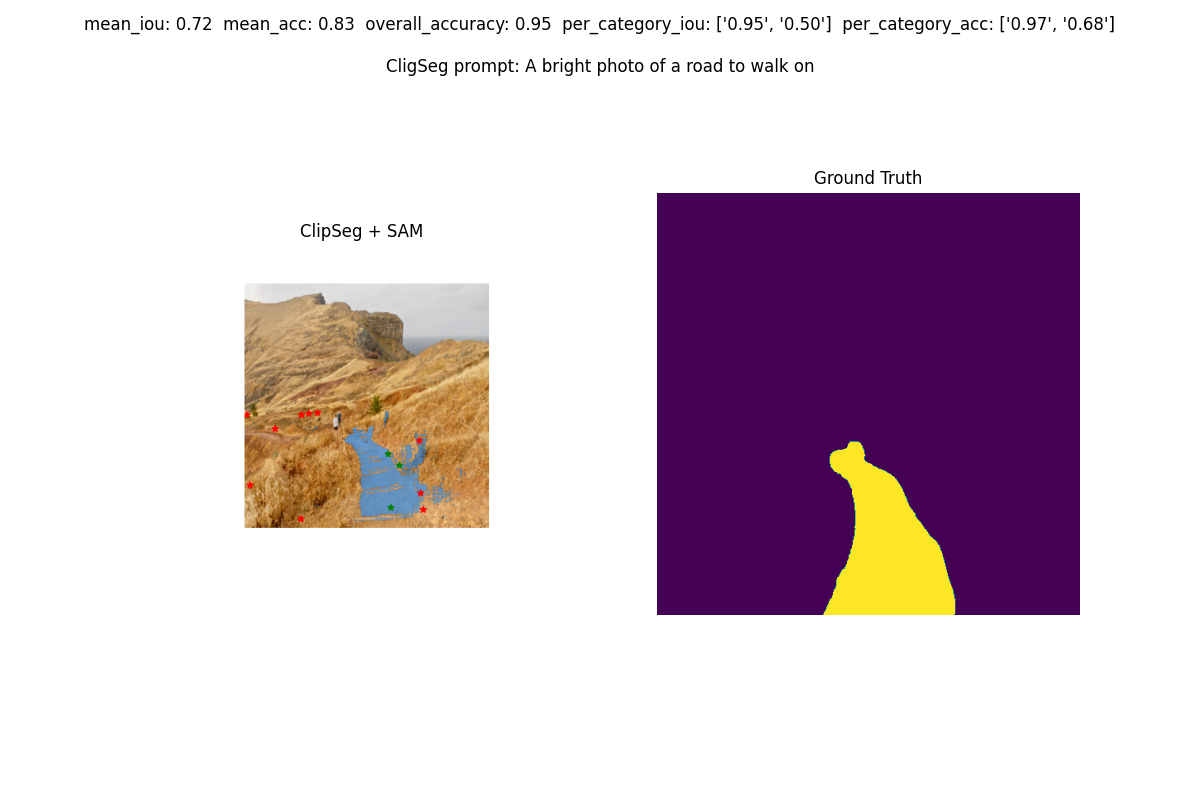 mean_iou: 0.72  mean_acc: 0.83  overall_accuracy: 0.95  per_category_iou: ['0.95', '0.50']  per_category_acc: ['0.97', '0.68']
CligSeg prompt: A bright photo of a road to walk on
Ground Truth
ClipSeg + SAM